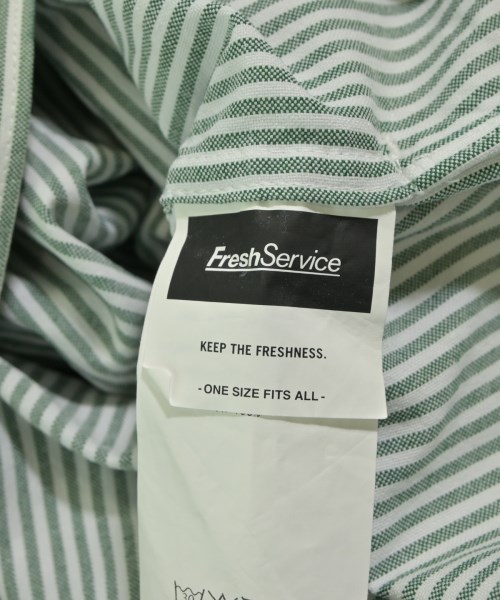 FreshService
KEEP THE FRESHNESS.
- ONE SIZE FITS ALL -